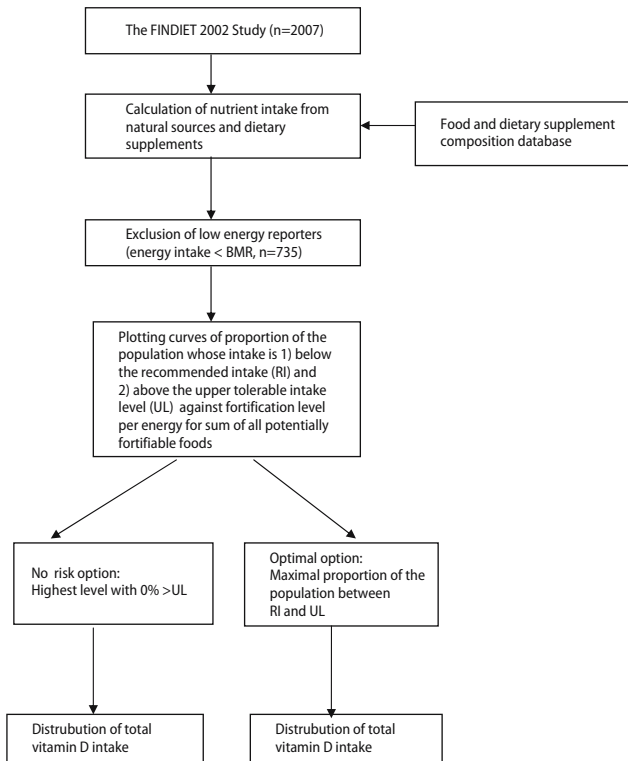 The FINDIET 2002 Study (n=2007)
Calculation of nutrient intake from
natural sources and dietary
supplements
Food and dietary supplement
composition database
Exclusion of low energy reporters
(energy intake < BMR, n=735)
Plotting curves of proportion of the
population whose intake is 1) below
the recommended intake (RI) and
2) above the upper tolerable intake
level (UL) against fortification level
per energy for sum of all potentially
fortifiable foods
No risk option:
Highest level with 0% >UL
Optimal option:
Maximal proportion of the
population between
RI and UL
Distrubution of total
vitamin D intake
Distrubution of total
vitamin D intake